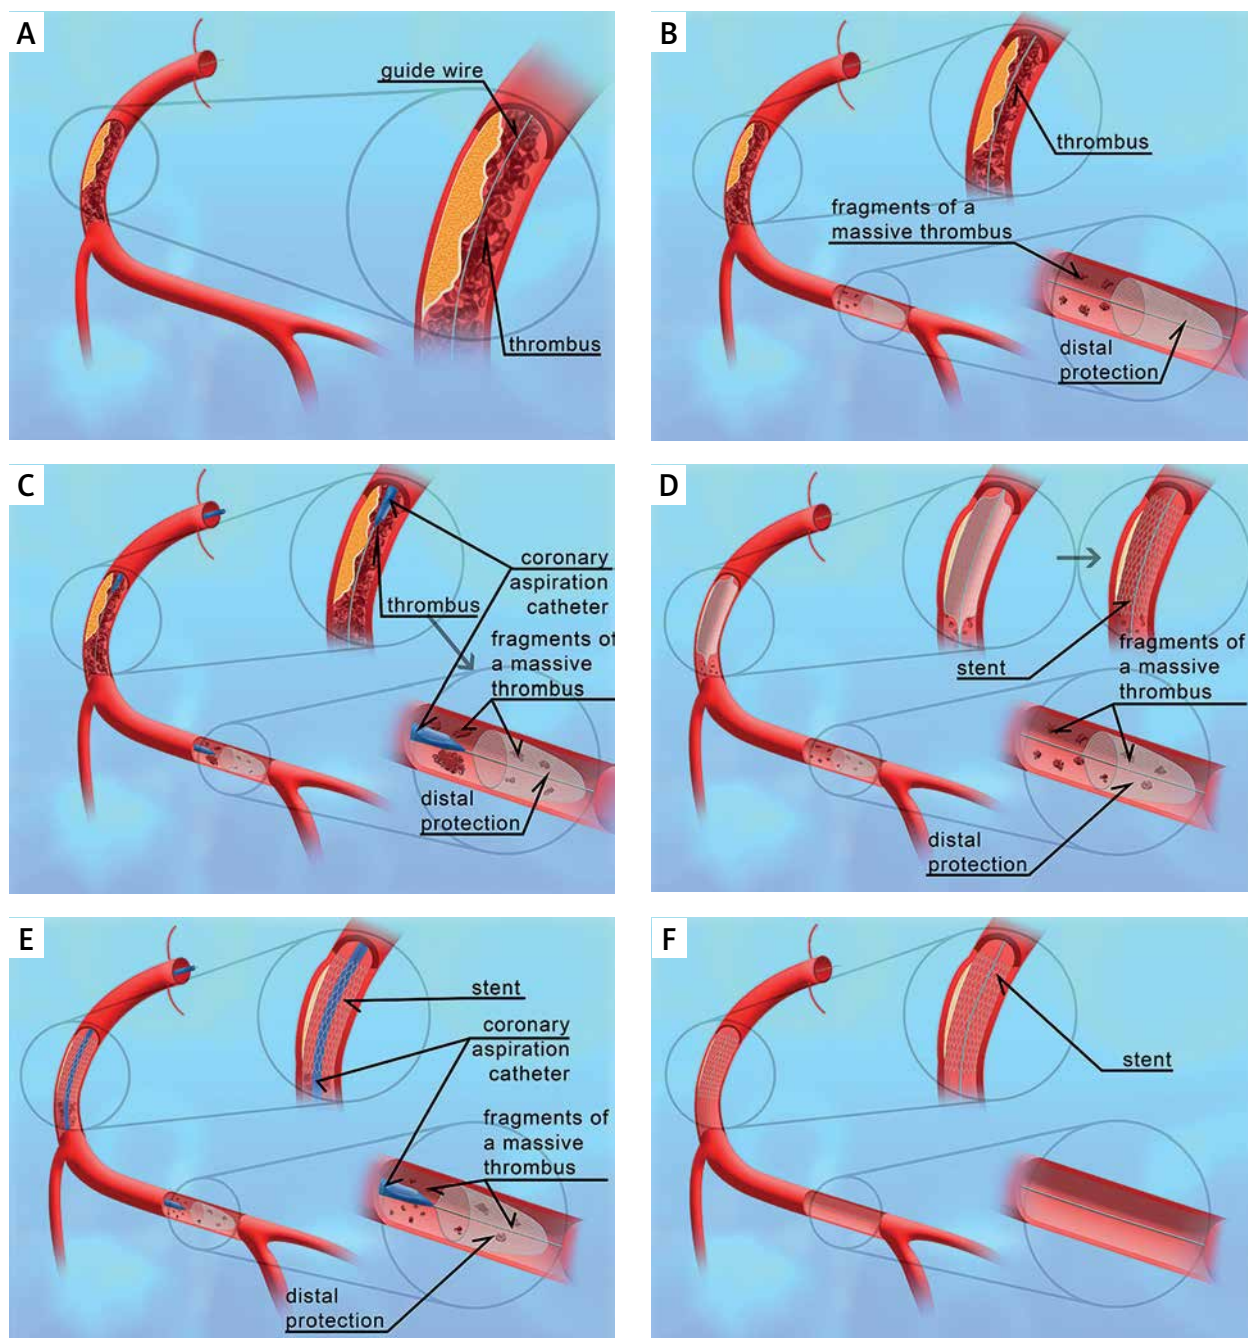 A
guide wire
thrombus
B
thrombus
fragments of a
massive thrombus
distal
protection
C
coronary
aspiration
catheter
thrombus
fragments of
a massive
thrombus
distal
protection
D
stent
fragments of
a massive
thrombus
distal
protection
E
stent
coronary
aspiration
catheter
fragments of
a massive
thrombus
distal
protection
F
stent